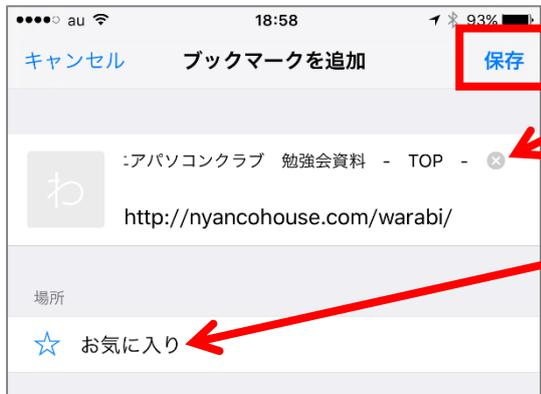 au 18:58 93%
キャンセル ブックマークを追加 保存
ニアパソコンクラブ 勉強会資料 - TOP -
わ
http://nyancohouse.com/warabi/
場所
お気に入り